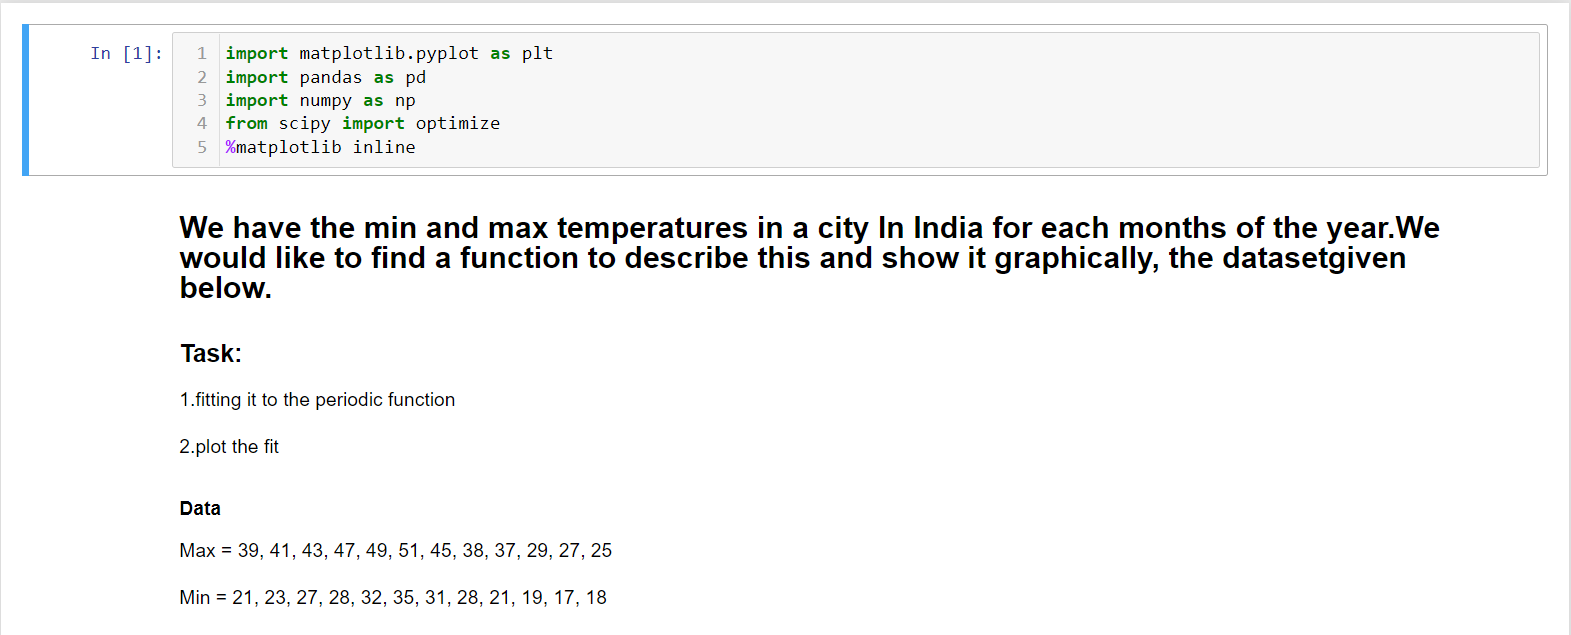 In [1]:
1 import matplotlib.pyplot as plt
2 import pandas as pd
3 import numpy as np
4 from scipy import optimize
5 %matplotlib inline
We have the min and max temperatures in a city In India for each months of the year.We
would like to find a function to describe this and show it graphically, the datasetgiven
below.
Task:
1.fitting it to the periodic function
2.plot the fit
Data
Max = 39, 41, 43, 47, 49, 51, 45, 38, 37, 29, 27, 25
Min = 21, 23, 27, 28, 32, 35, 31, 28, 21, 19, 17, 18